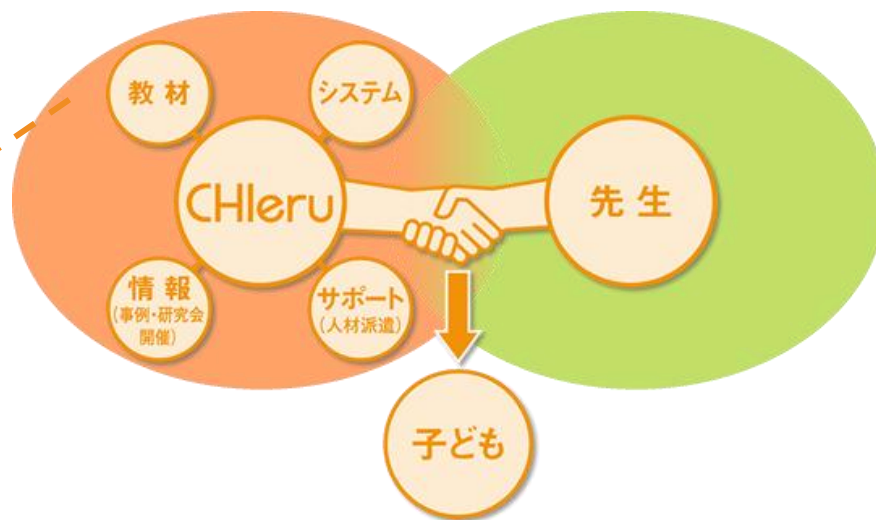 教材
システム
CHIeru
先生
情報
(事例・研究会
開催)
サポート
(人材派遣)
子ども